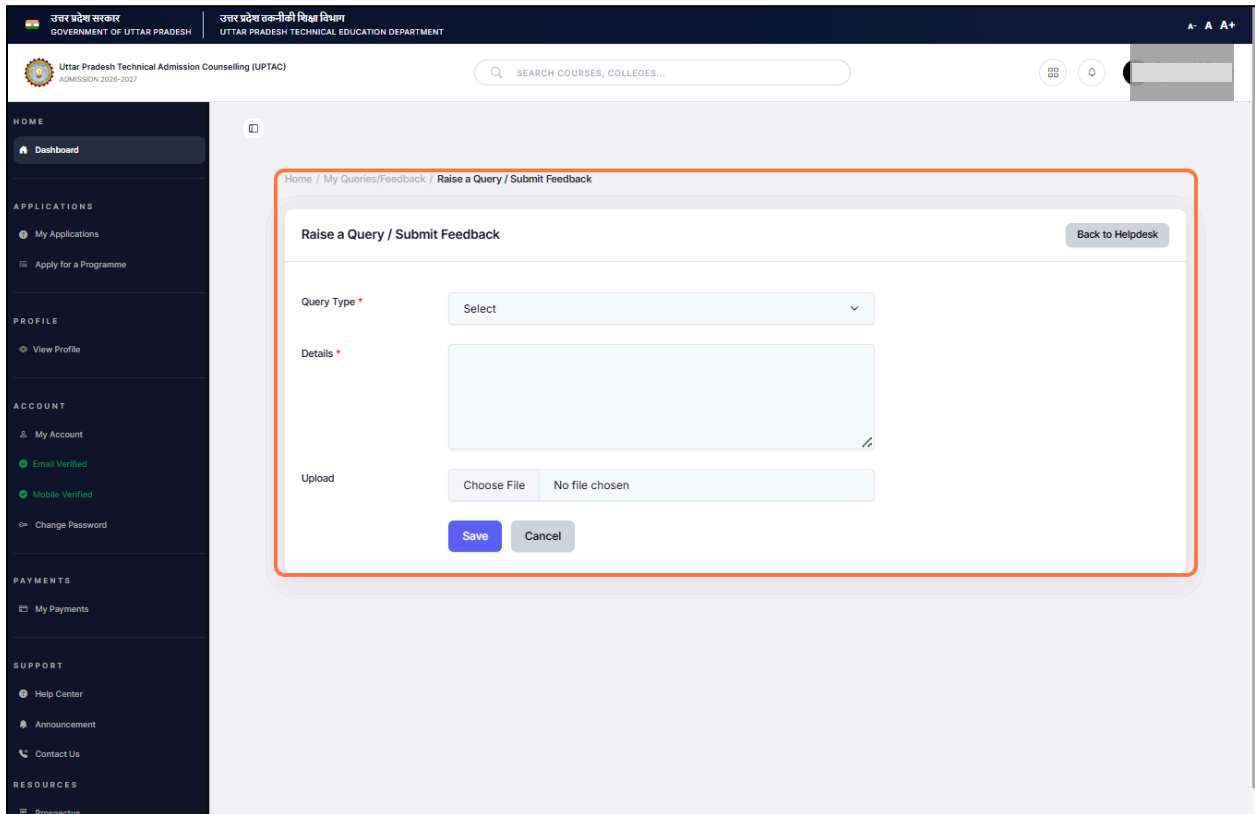 उत्तर प्रदेश सरकार
GOVERNMENT OF UTTAR PRADESH
उत्तर प्रदेश तकनीकी शिक्षा विभाग
UTTAR PRADESH TECHNICAL EDUCATION DEPARTMENT
A- A A+
Uttar Pradesh Technical Admission Counselling (UPTAC)
ADMISSION 2026-2027
SEARCH COURSES, COLLEGES...
HOME
Dashboard
APPLICATIONS
My Applications
Apply for a Programme
PROFILE
View Profile
ACCOUNT
My Account
Email Verified
Mobile Verified
Change Password
PAYMENTS
My Payments
SUPPORT
Help Center
Announcement
Contact Us
RESOURCES
Prospectus
Home / My Queries/Feedback / Raise a Query / Submit Feedback
Raise a Query / Submit Feedback
Back to Helpdesk
Query Type *
Select
Details *
Upload
Choose File No file chosen
Save Cancel